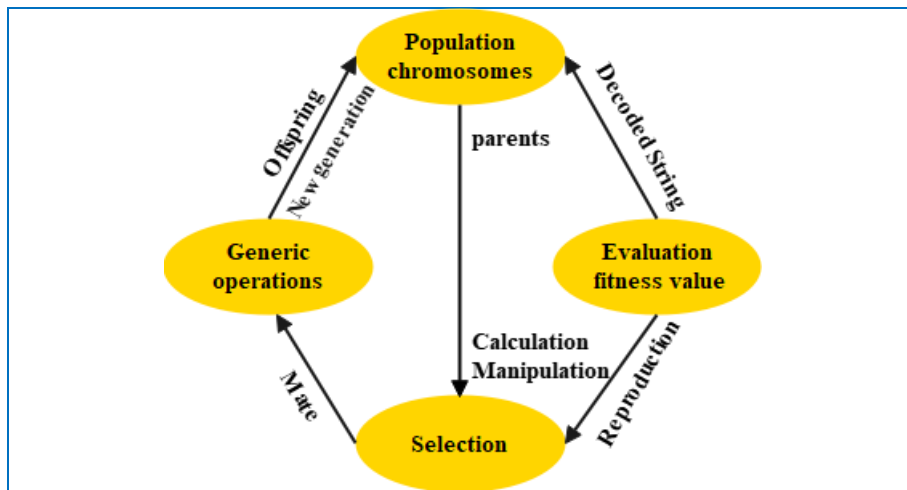 Population
chromosomes
Offspring
New generation
parents
Decoded String
Generic
operations
Evaluation
fitness value
Calculation
Manipulation
Mate
Reproduction
Selection